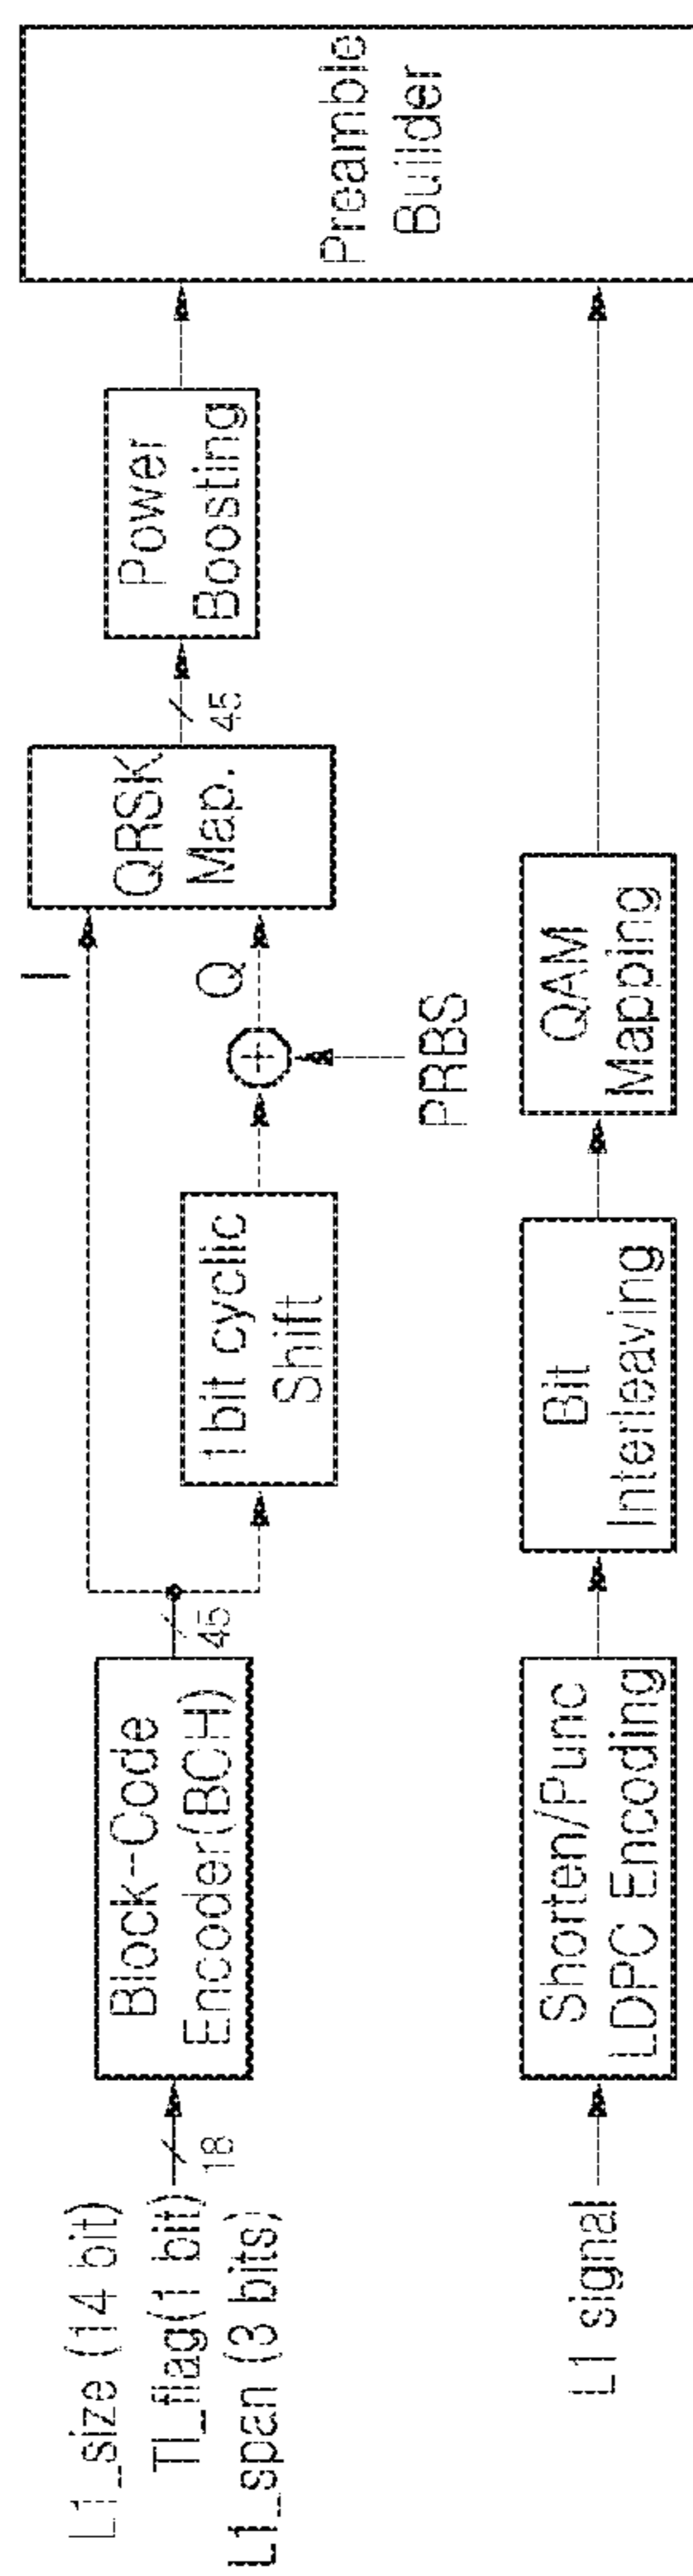 L1_size (14 bit)
TI_flag(1 bit)
L1_span (3 bits)
18
Block-Code
Encoder(BCH)
45
1bit cyclic
Shift
PRBS
I
Q
QRSK
Map.
45
Power
Boosting
Preamble
Builder
L1 signal
Shorten/Punc
LDPC Encoding
Bit
Interleaving
QAM
Mapping